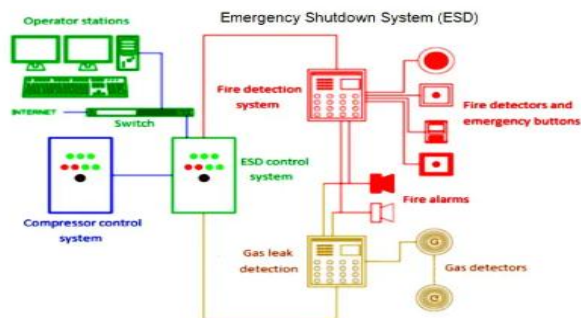 Emergency Shutdown System (ESD)
Operator stations
INTERNET
Switch
Fire detection
system
Fire detectors and
emergency buttons
ESD control
system
Compressor control
system
Fire alarms
Gas leak
detection
Gas detectors
G
G